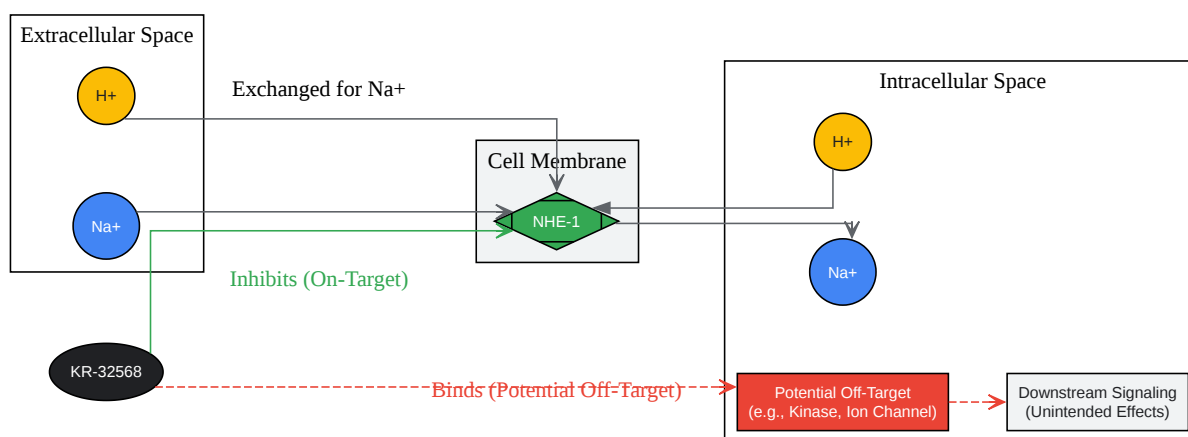 Extracellular Space
H+
Exchanged for Na+
Na+
Cell Membrane
NHE-1
Intracellular Space
H+
Na+
Inhibits (On-Target)
KR-32568
Binds (Potential Off-Target)
Potential Off-Target
(e.g., Kinase, Ion Channel)
Downstream Signaling
(Unintended Effects)